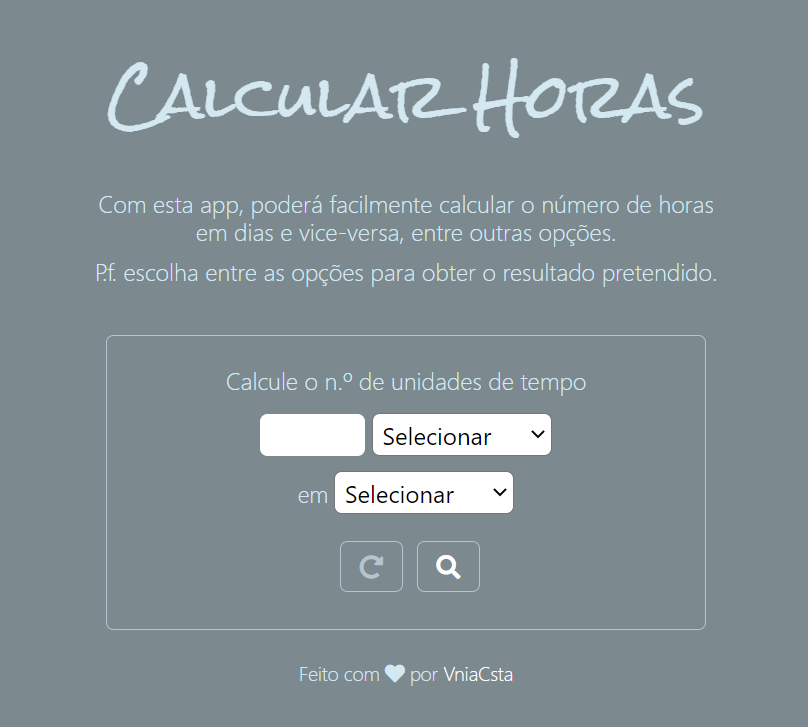 Calcular Horas
Com esta app, poderá facilmente calcular o número de horas
em dias e vice-versa, entre outras opções.
P.f. escolha entre as opções para obter o resultado pretendido.
Calcule o n.º de unidades de tempo
Selecionar
em Selecionar
Feito com ❤ por VniaCsta